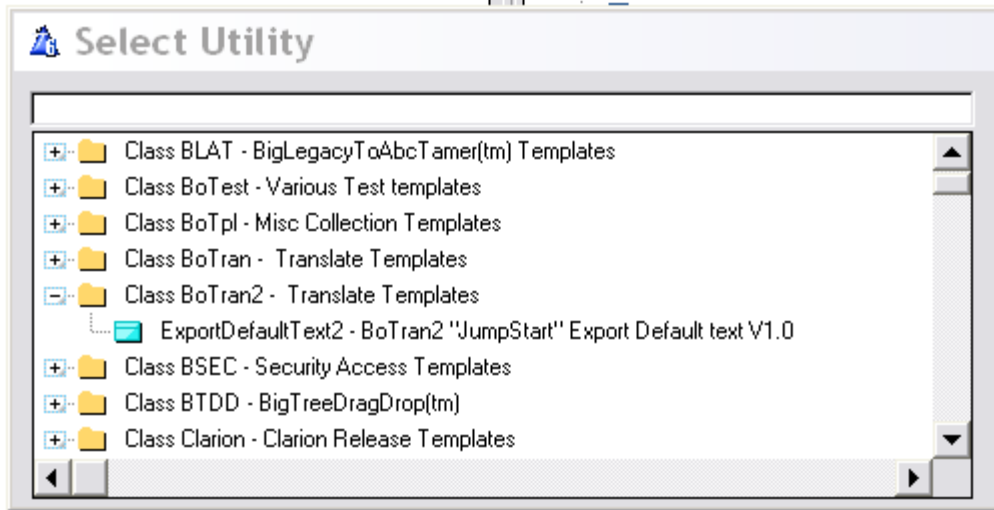 Select Utility
Class BLAT - BigLegacyToAbcTamer(tm) Templates
Class BoTest - Various Test templates
Class BoTpl - Misc Collection Templates
Class BoTran - Translate Templates
Class BoTran2 - Translate Templates
ExportDefaultText2 - BoTran2 "JumpStart" Export Default text V1.0
Class BSEC - Security Access Templates
Class BTDD - BigTreeDragDrop(tm)
Class Clarion - Clarion Release Templates